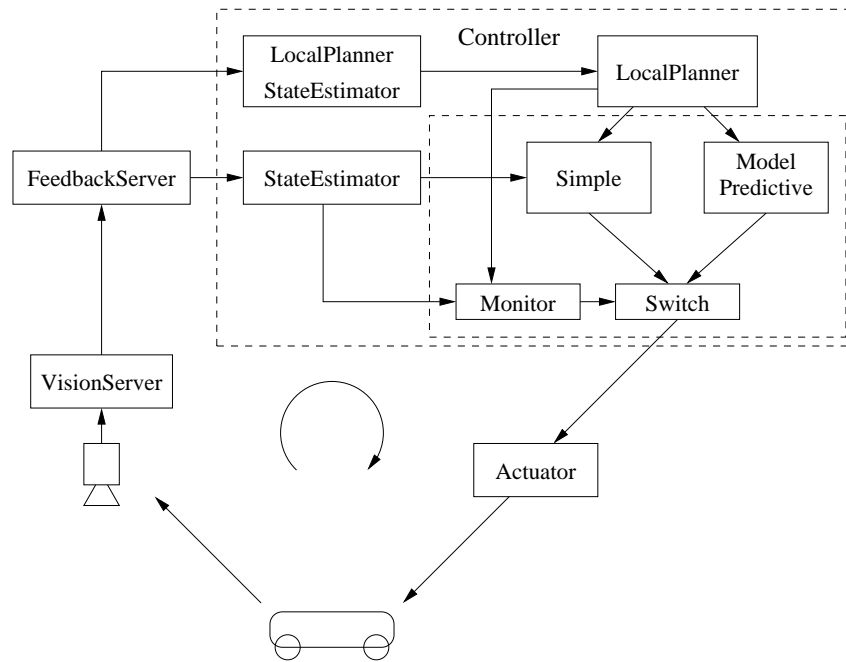 Controller
LocalPlanner
StateEstimator
LocalPlanner
FeedbackServer
StateEstimator
Simple
Model
Predictive
Monitor
Switch
VisionServer
Actuator